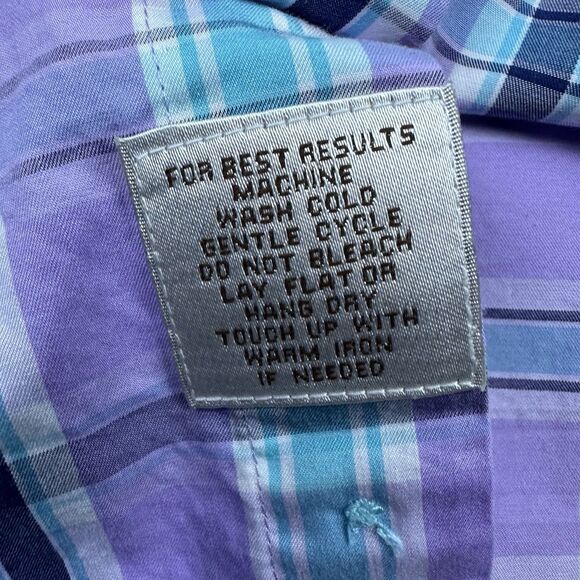 FOR BEST RESULTS
MACHINE
WASH COLD
GENTLE CYCLE
DO NOT BLEACH
LAY FLAT OR
HANG DRY
TOUCH UP WITH
WARM IRON
IF NEEDED